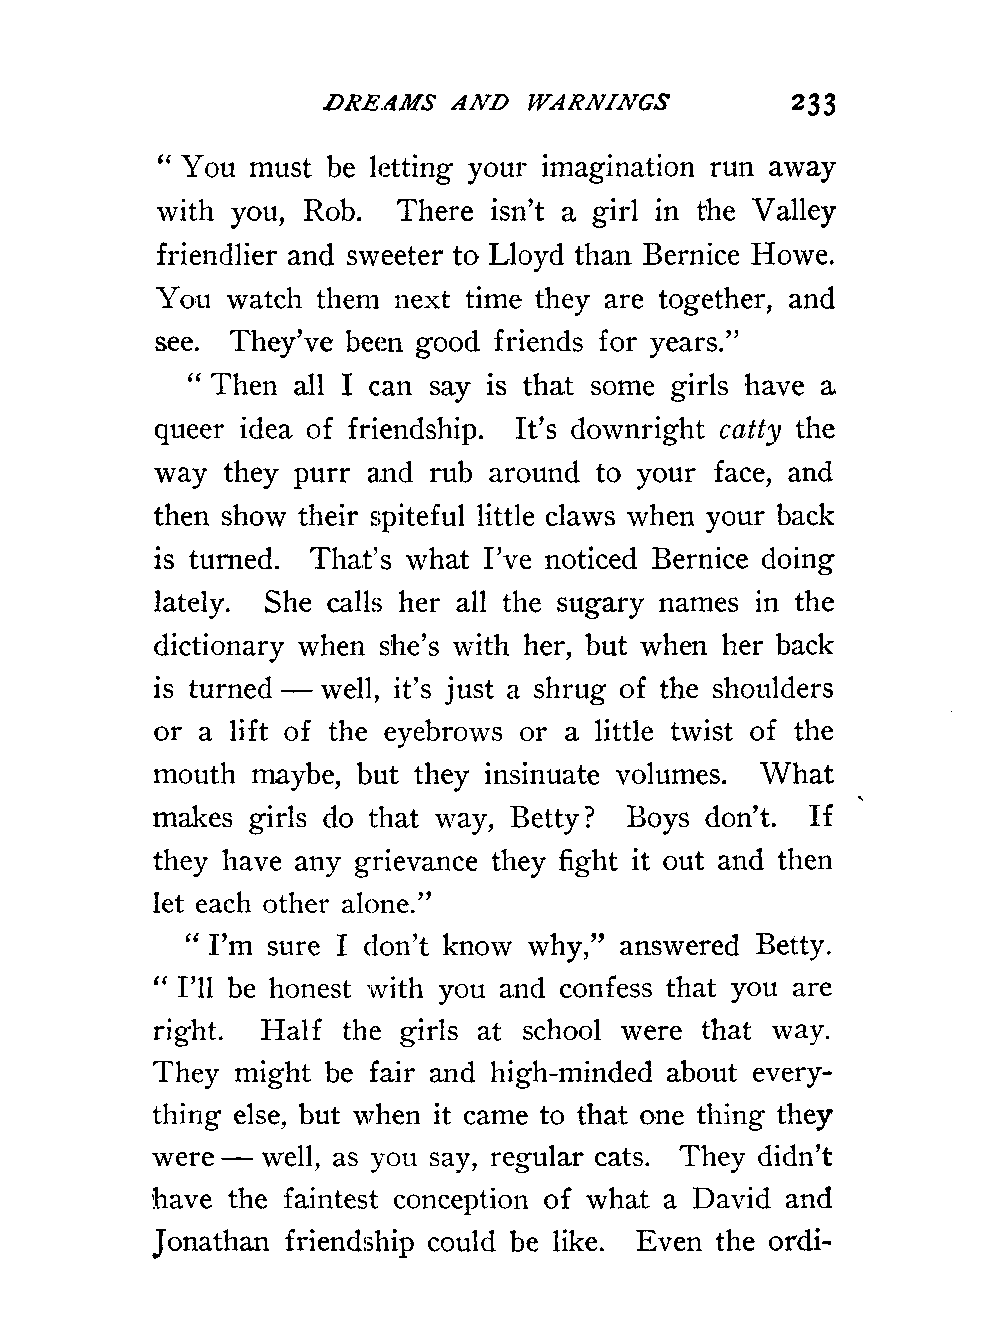 DREAMS AND WARNINGS 233
“ You must be letting your imagination run away
with you, Rob. There isn’t a girl in the Valley
friendlier and sweeter to Lloyd than Bernice Howe.
You watch them next time they are together, and
see. They’ve been good friends for years.”
“ Then all I can say is that some girls have a
queer idea of friendship. It’s downright catty the
way they purr and rub around to your face, and
then show their spiteful little claws when your back
is turned. That’s what I’ve noticed Bernice doing
lately. She calls her all the sugary names in the
dictionary when she’s with her, but when her back
is turned — well, it’s just a shrug of the shoulders
or a lift of the eyebrows or a little twist of the
mouth maybe, but they insinuate volumes. What
makes girls do that way, Betty? Boys don’t. If
they have any grievance they fight it out and then
let each other alone.”
“ I’m sure I don’t know why,” answered Betty.
“ I’ll be honest with you and confess that you are
right. Half the girls at school were that way.
They might be fair and high-minded about every-
thing else, but when it came to that one thing they
were — well, as you say, regular cats. They didn’t
have the faintest conception of what a David and
Jonathan friendship could be like. Even the ordi-